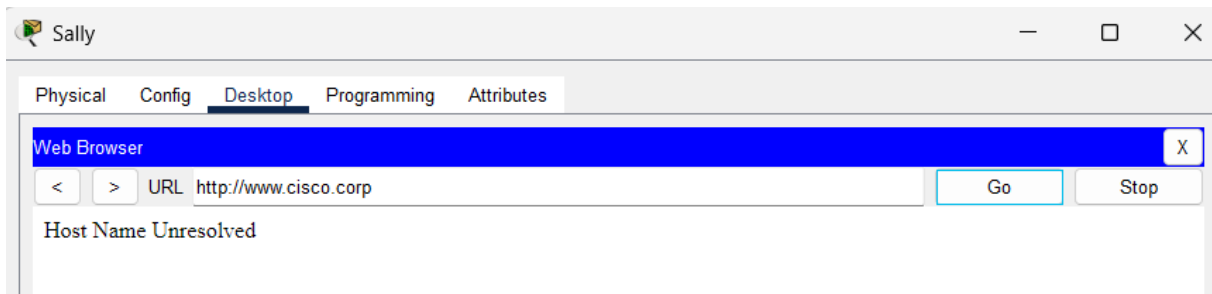 Sally
Physical Config Desktop Programming Attributes
Web Browser X
< > URL http://www.cisco.corp Go Stop
Host Name Unresolved